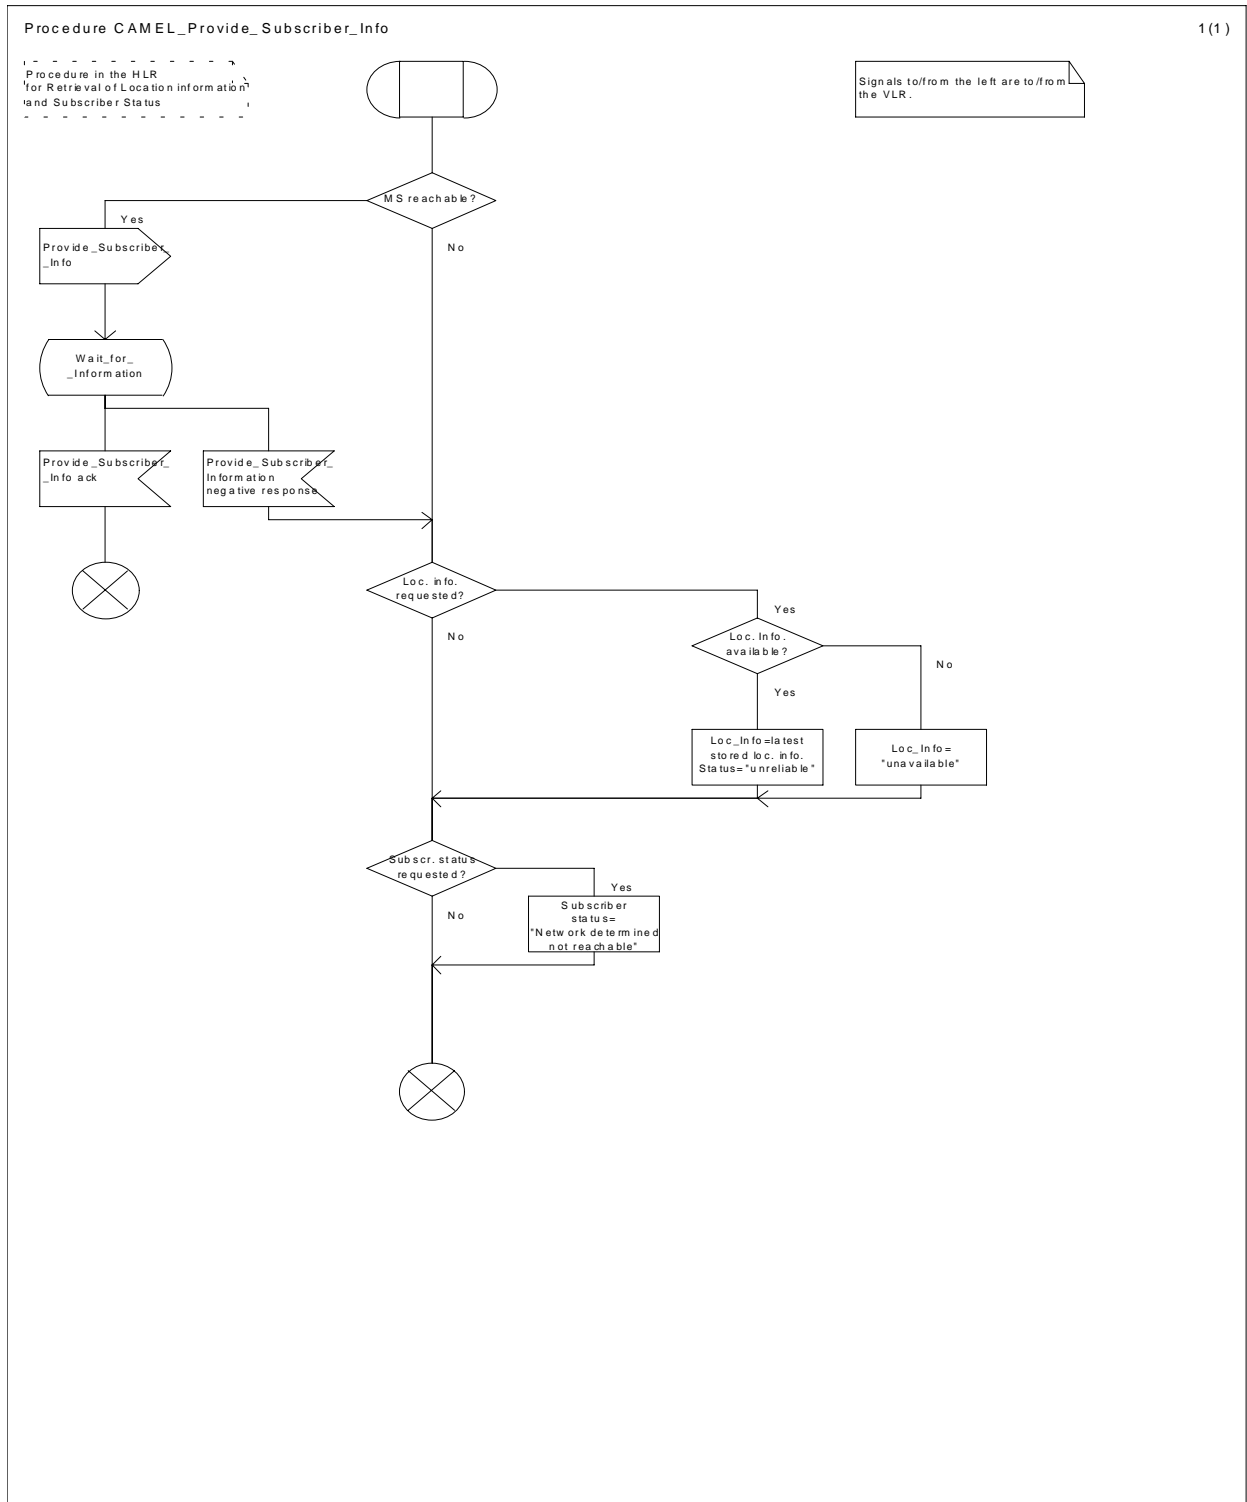 Procedure CAMEL_Provide_Subscriber_Info
1(1)
Procedure in the HLR
for Retrieval of Location information
and Subscriber Status
Signals to/from the left are to/from
the VLR.
MS reachable?
Yes
No
Provide_Subscriber_
_Info
Wait_for_
_Information
Provide_Subscriber_
_Info ack
Provide_Subscriber_
Information
negative response
Loc. info.
requested?
Yes
No
Loc. Info.
available?
No
Yes
Loc_Info=latest
stored loc. info.
Status="unreliable"
Loc_Info=
"unavailable"
Subscr. status
requested?
Yes
No
Subscriber
status=
"Network determined
not reachable"